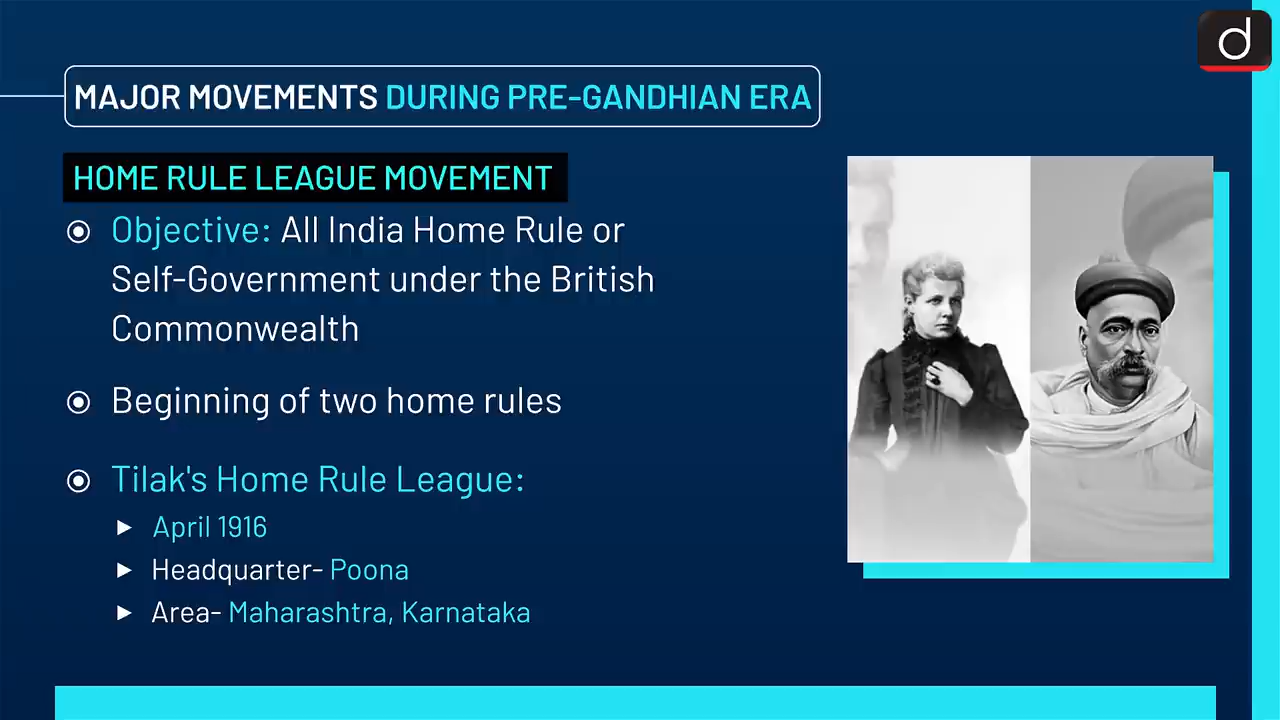 d
MAJOR MOVEMENTS DURING PRE-GANDHIAN ERA
HOME RULE LEAGUE MOVEMENT
Objective: All India Home Rule or
Self-Government under the British
Commonwealth
Beginning of two home rules
Tilak's Home Rule League:
April 1916
Headquarter- Poona
Area- Maharashtra, Karnataka